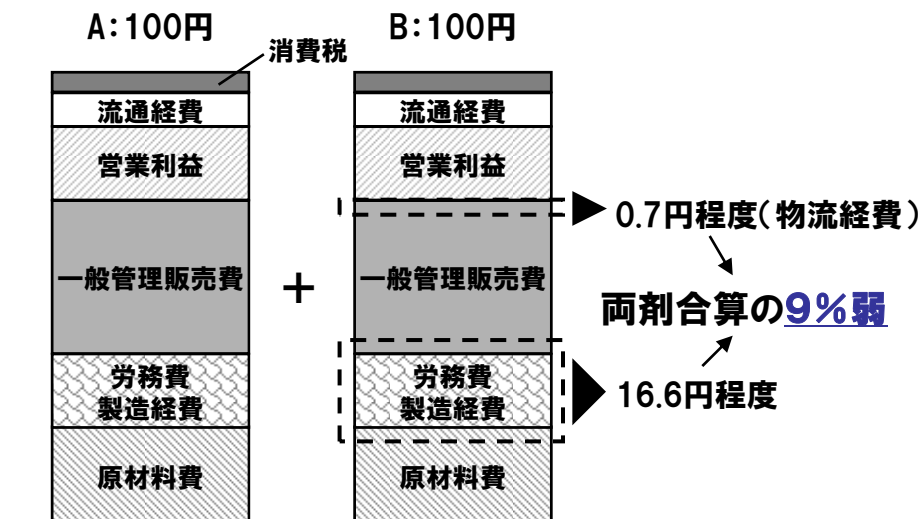 A:100円
B:100円
消費税
流通経費
営業利益
一般管理販売費
労務費
製造経費
原材料費
+
流通経費
営業利益
一般管理販売費
労務費
製造経費
原材料費
0.7円程度(物流経費)
両剤合算の9%弱
16.6円程度